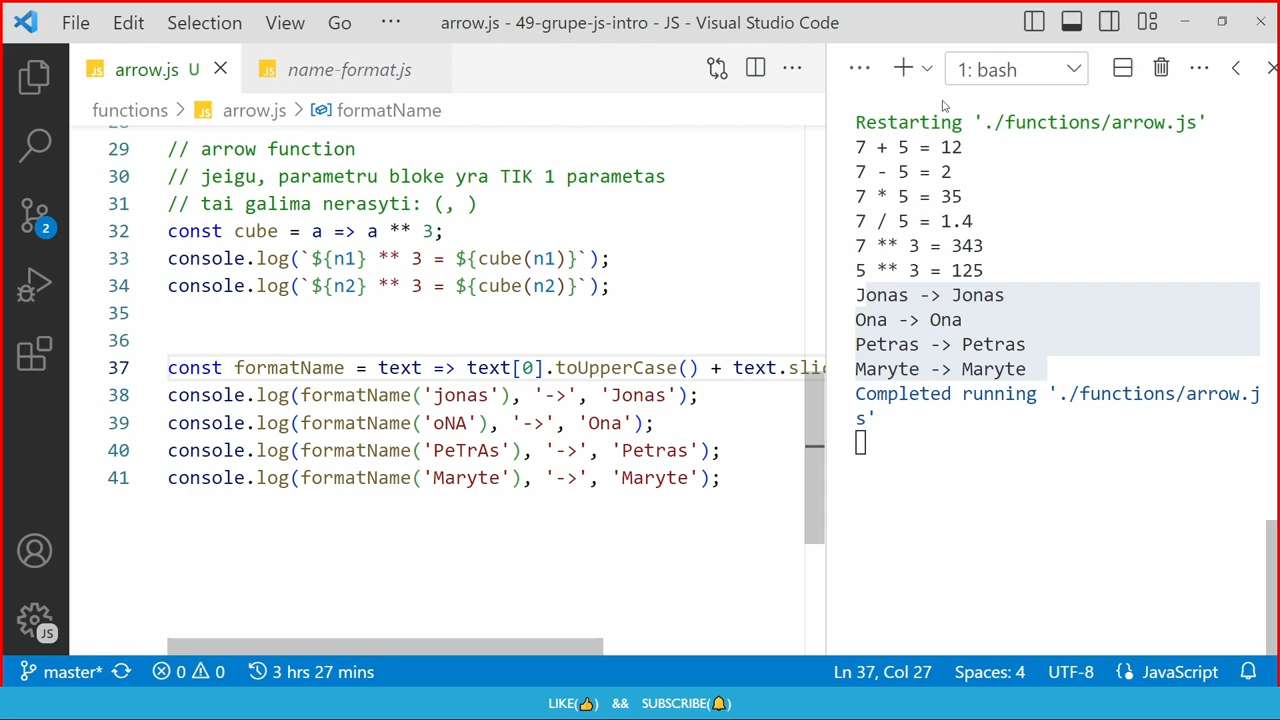 File Edit Selection View Go ··· arrow.js - 49-grupe-js-intro - JS - Visual Studio Code
JS arrow.js U JS name-format.js
functions > JS arrow.js > formatName
29 // arrow function
30 // jeigu, parametru bloke yra TIK 1 parametas
31 // tai galima nerasyti: (, )
32 const cube = a => a ** 3;
33 console.log(`${n1} ** 3 = ${cube(n1)}`);
34 console.log(`${n2} ** 3 = ${cube(n2)}`);
35
36
37 const formatName = text => text[0].toUpperCase() + text.slic
38 console.log(formatName('jonas'), '->', 'Jonas');
39 console.log(formatName('oNA'), '->', 'Ona');
40 console.log(formatName('PeTrAs'), '->', 'Petras');
41 console.log(formatName('Maryte'), '->', 'Maryte');
1: bash
Restarting './functions/arrow.js'
7 + 5 = 12
7 - 5 = 2
7 * 5 = 35
7 / 5 = 1.4
7 ** 3 = 343
5 ** 3 = 125
Jonas -> Jonas
Ona -> Ona
Petras -> Petras
Maryte -> Maryte
Completed running './functions/arrow.j
s'
2
JS
master* 0 0 3 hrs 27 mins Ln 37, Col 27 Spaces: 4 UTF-8 {} JavaScript
LIKE(👍) && SUBSCRIBE(🔔)